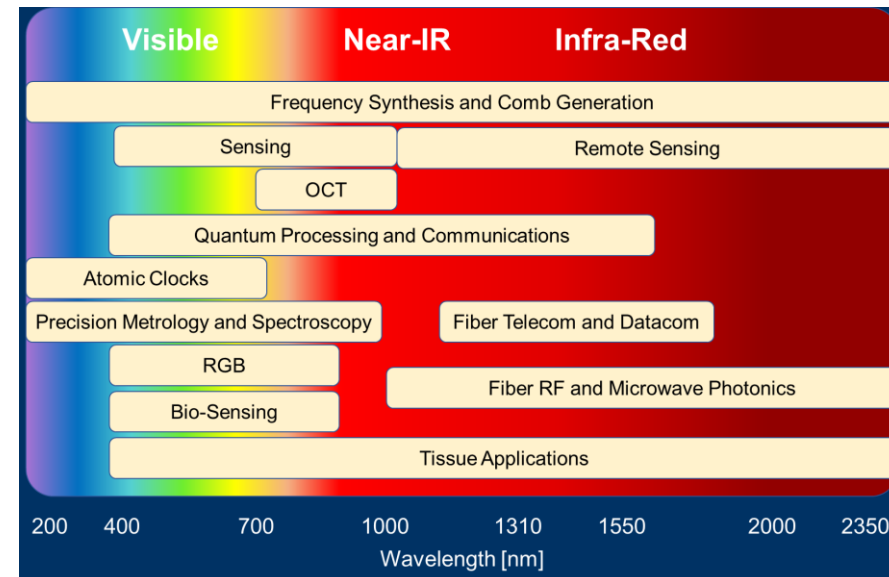 Visible Near-IR Infra-Red
Frequency Synthesis and Comb Generation
Sensing Remote Sensing
OCT
Quantum Processing and Communications
Atomic Clocks
Precision Metrology and Spectroscopy Fiber Telecom and Datacom
RGB
Fiber RF and Microwave Photonics
Bio-Sensing
Tissue Applications
200 400 700 1000 1310 1550 2000 2350
Wavelength [nm]